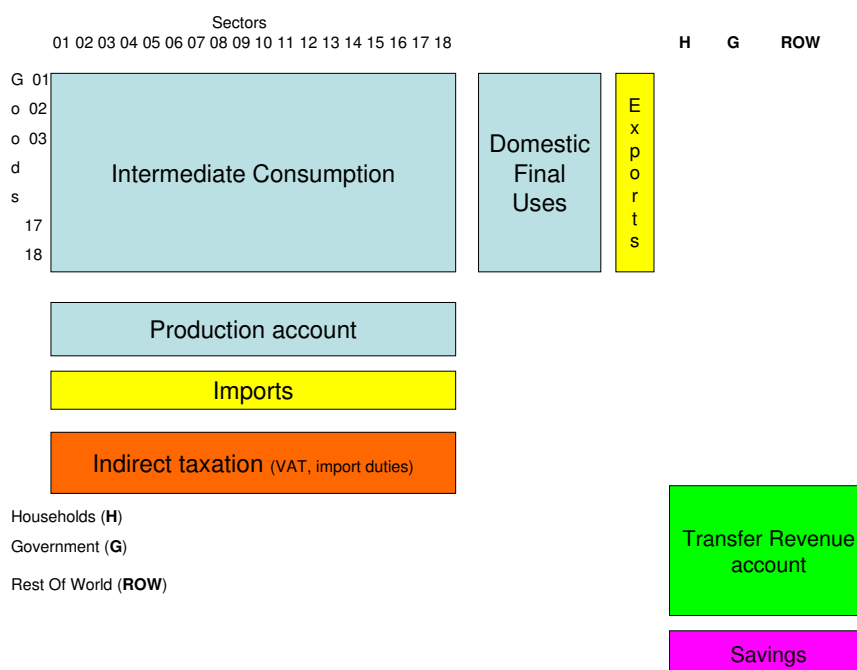 Sectors
01 02 03 04 05 06 07 08 09 10 11 12 13 14 15 16 17 18
H G ROW
G 01
o 02
o 03
d
s
17
18
Intermediate Consumption
Domestic
Final
Uses
E
x
p
o
r
t
s
Production account
Imports
Indirect taxation (VAT, import duties)
Households (H)
Government (G)
Rest Of World (ROW)
Transfer Revenue
account
Savings